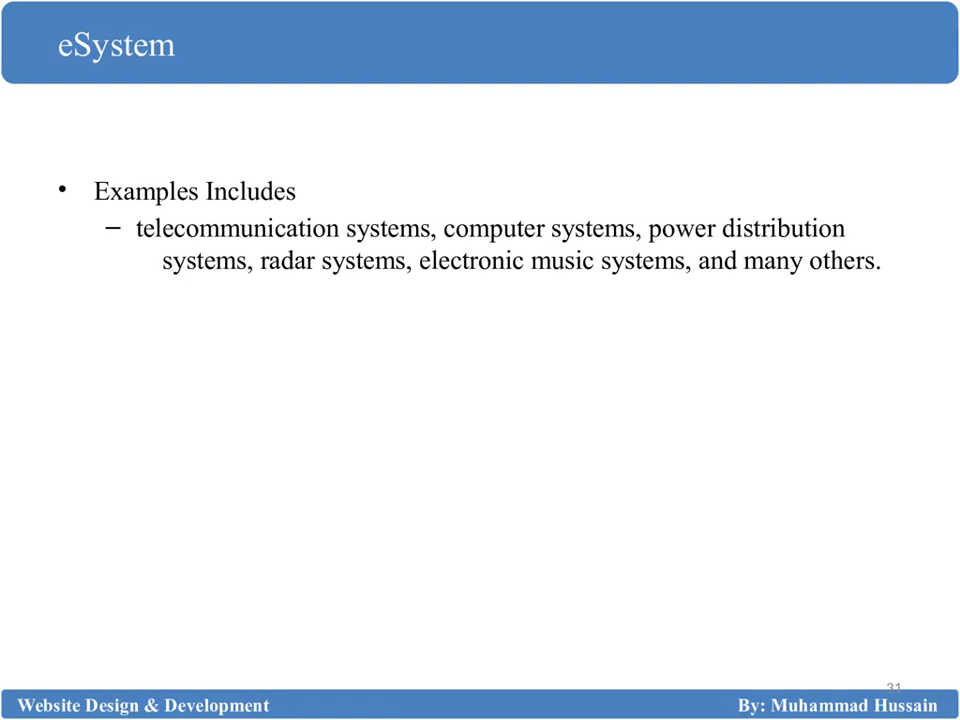 eSystem
• Examples Includes
– telecommunication systems, computer systems, power distribution
systems, radar systems, electronic music systems, and many others.
31
Website Design & Development
By: Muhammad Hussain